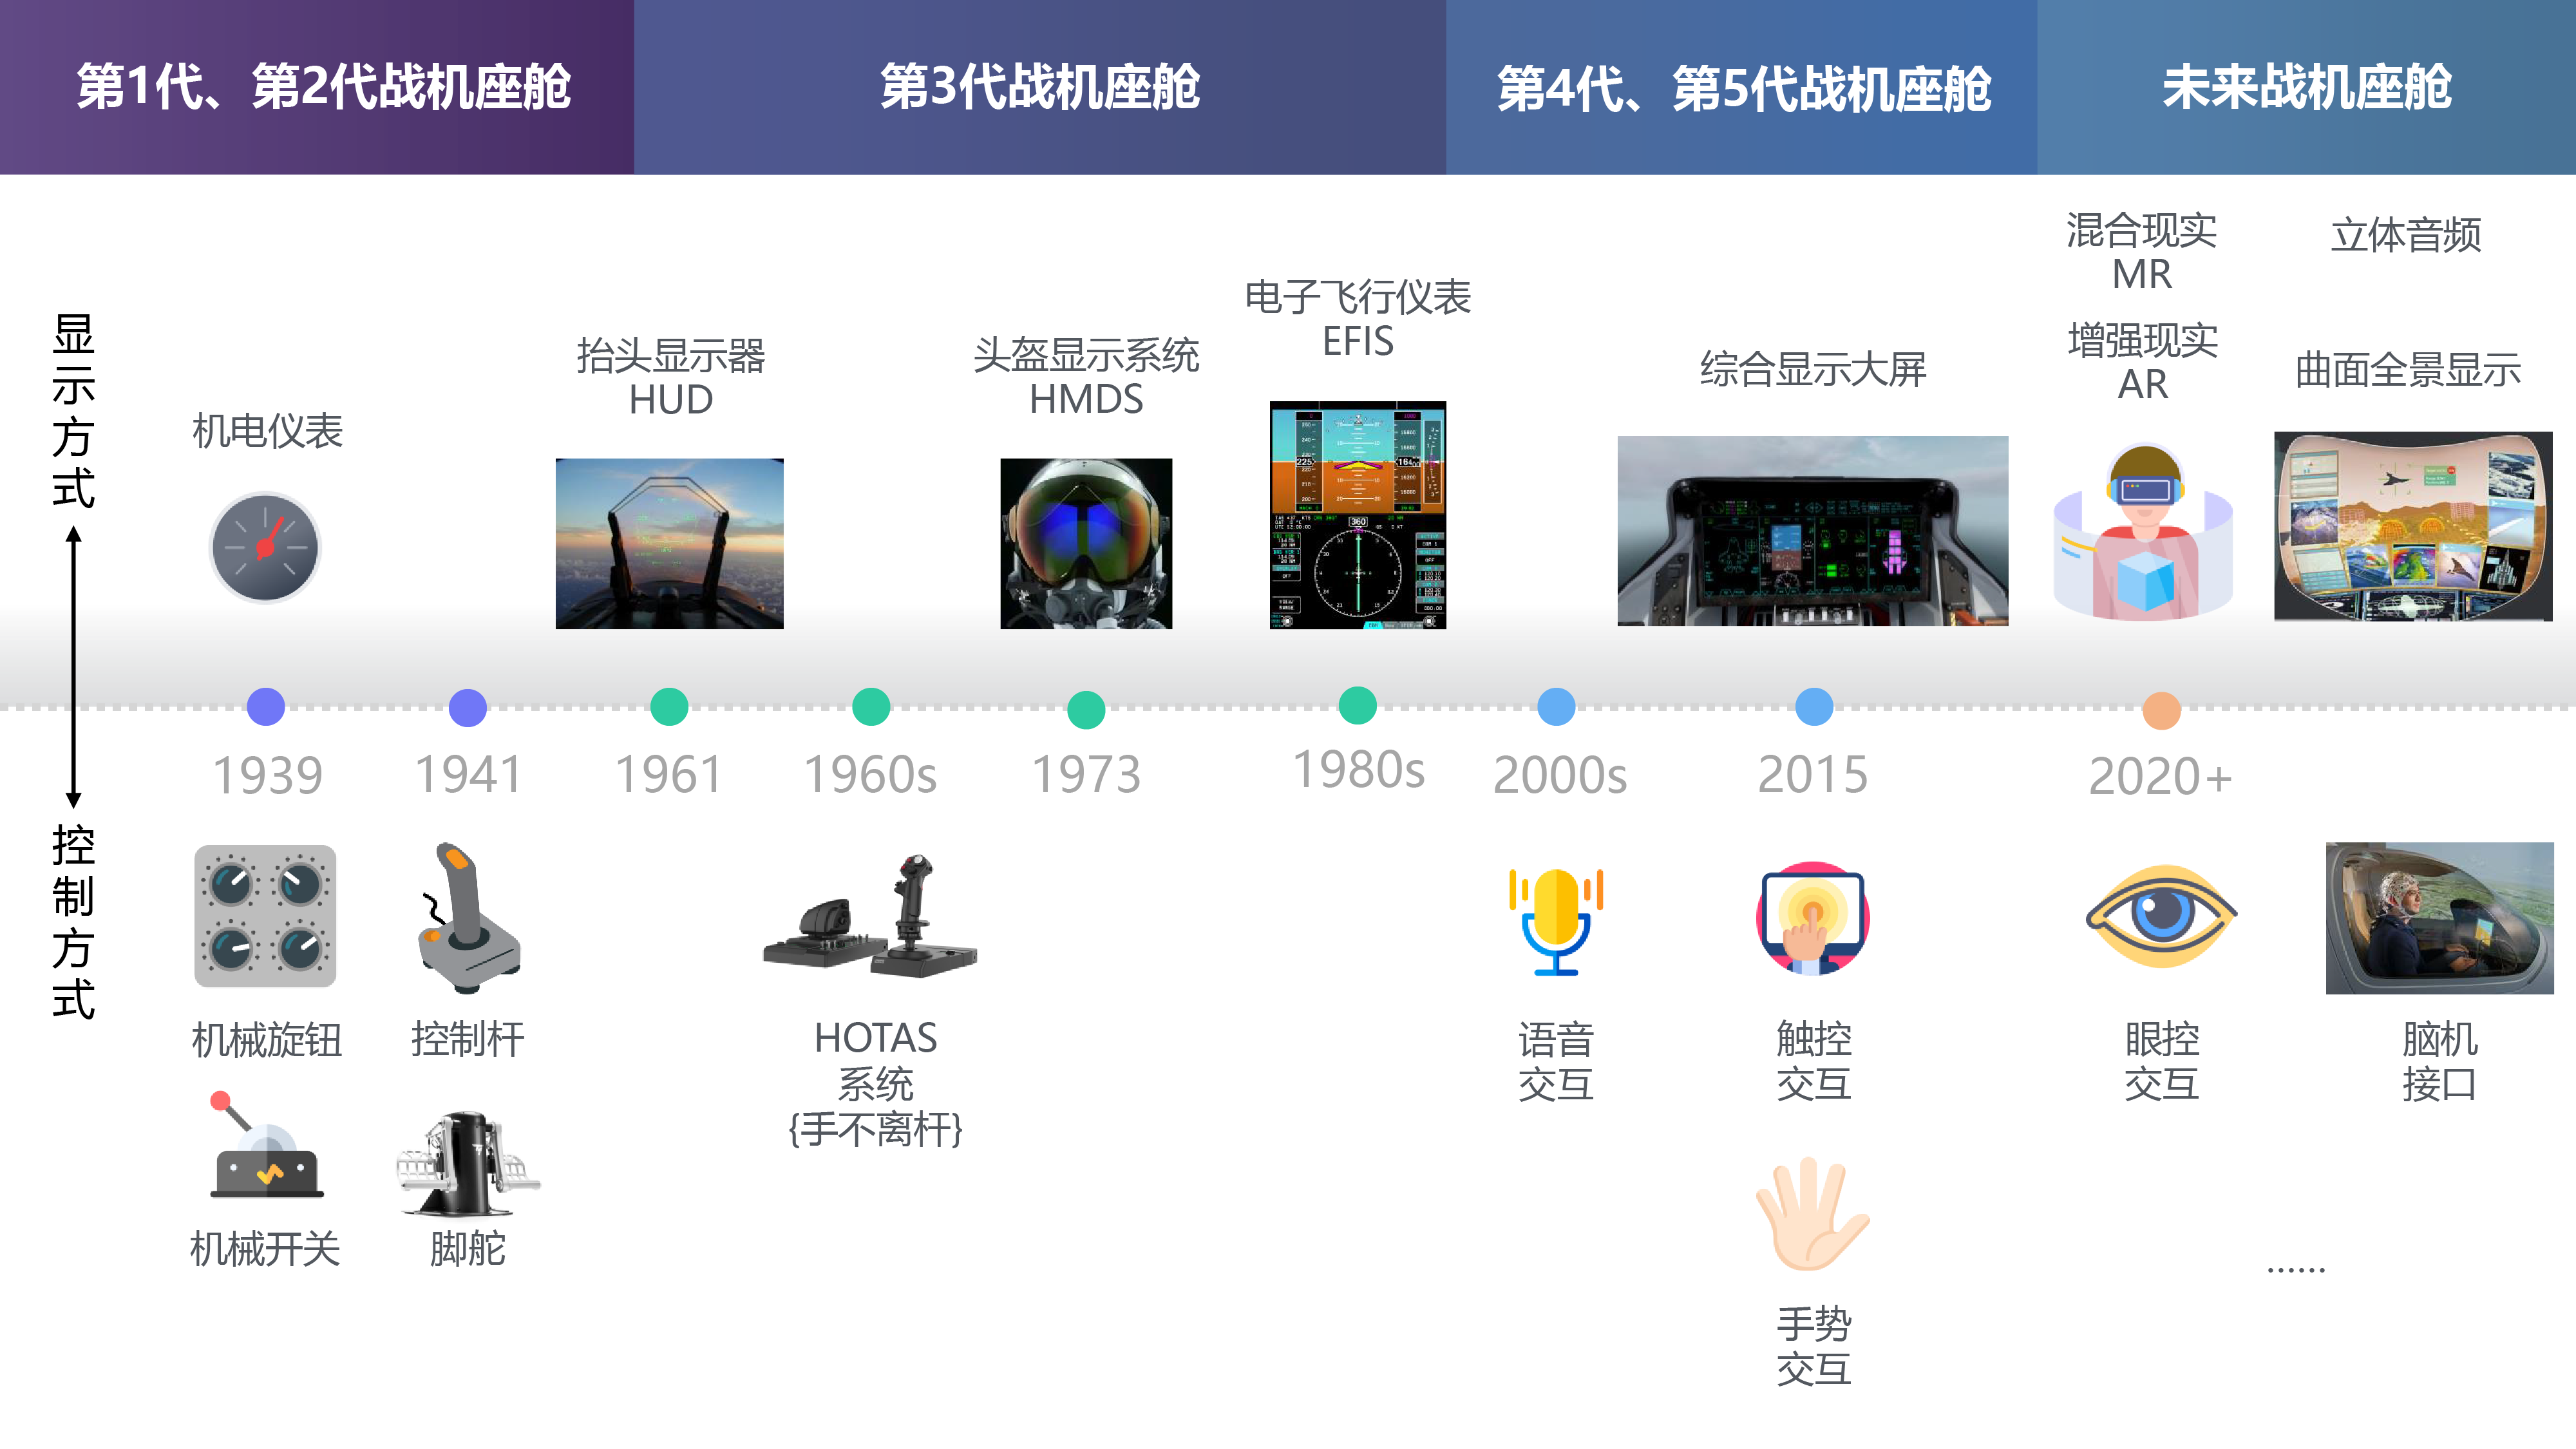 第1代、第2代战机座舱
第3代战机座舱
第4代、第5代战机座舱
未来战机座舱
显示方式
控制方式
机电仪表
抬头显示器
HUD
头盔显示系统
HMDS
电子飞行仪表
EFIS
综合显示大屏
混合现实
MR
增强现实
AR
立体音频
曲面全景显示
1939
1941
1961
1960s
1973
1980s
2000s
2015
2020+
机械旋钮
机械开关
控制杆
脚舵
HOTAS
系统
{手不离杆}
语音
交互
触控
交互
手势
交互
眼控
交互
脑机
接口
......
225
360